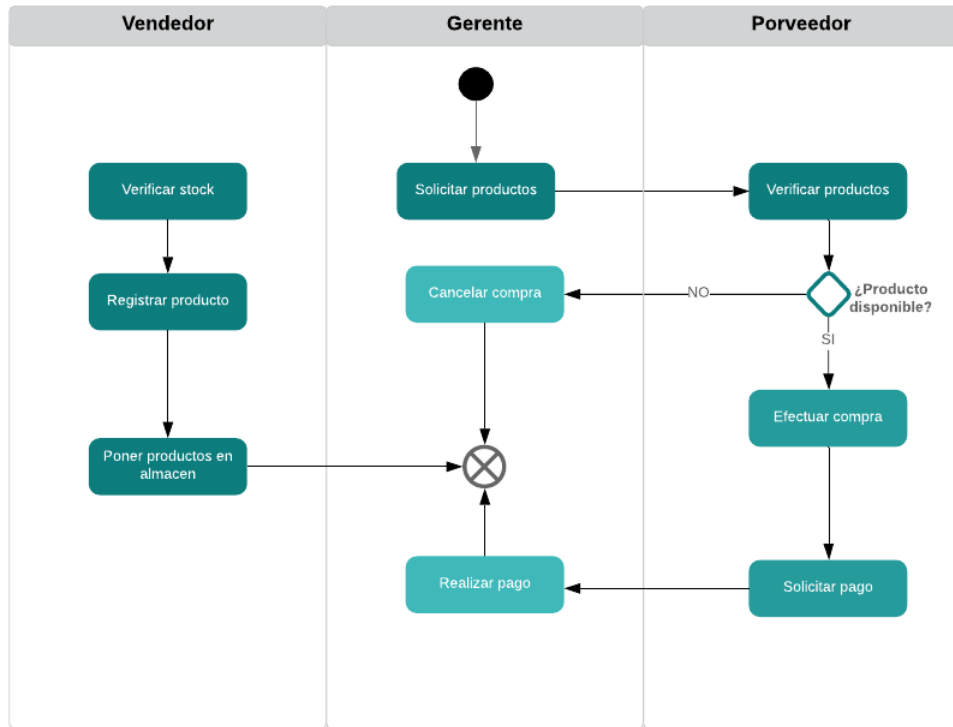 Vendedor
Gerente
Porveedor
Verificar stock
Solicitar productos
Verificar productos
Registrar Producto
Cancelar compra
NO
¿Producto
disponible?
SI
Efectuar compra
Poner productos en
almacen
Realizar pago
Solicitar pago